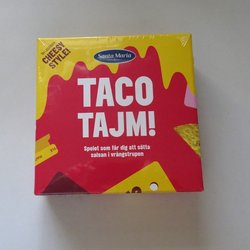 CHEESY
STYLE!
Santa Maria
TACO
TAJM!
Spelet som får dig att sätta
salsan i vrångstrupen